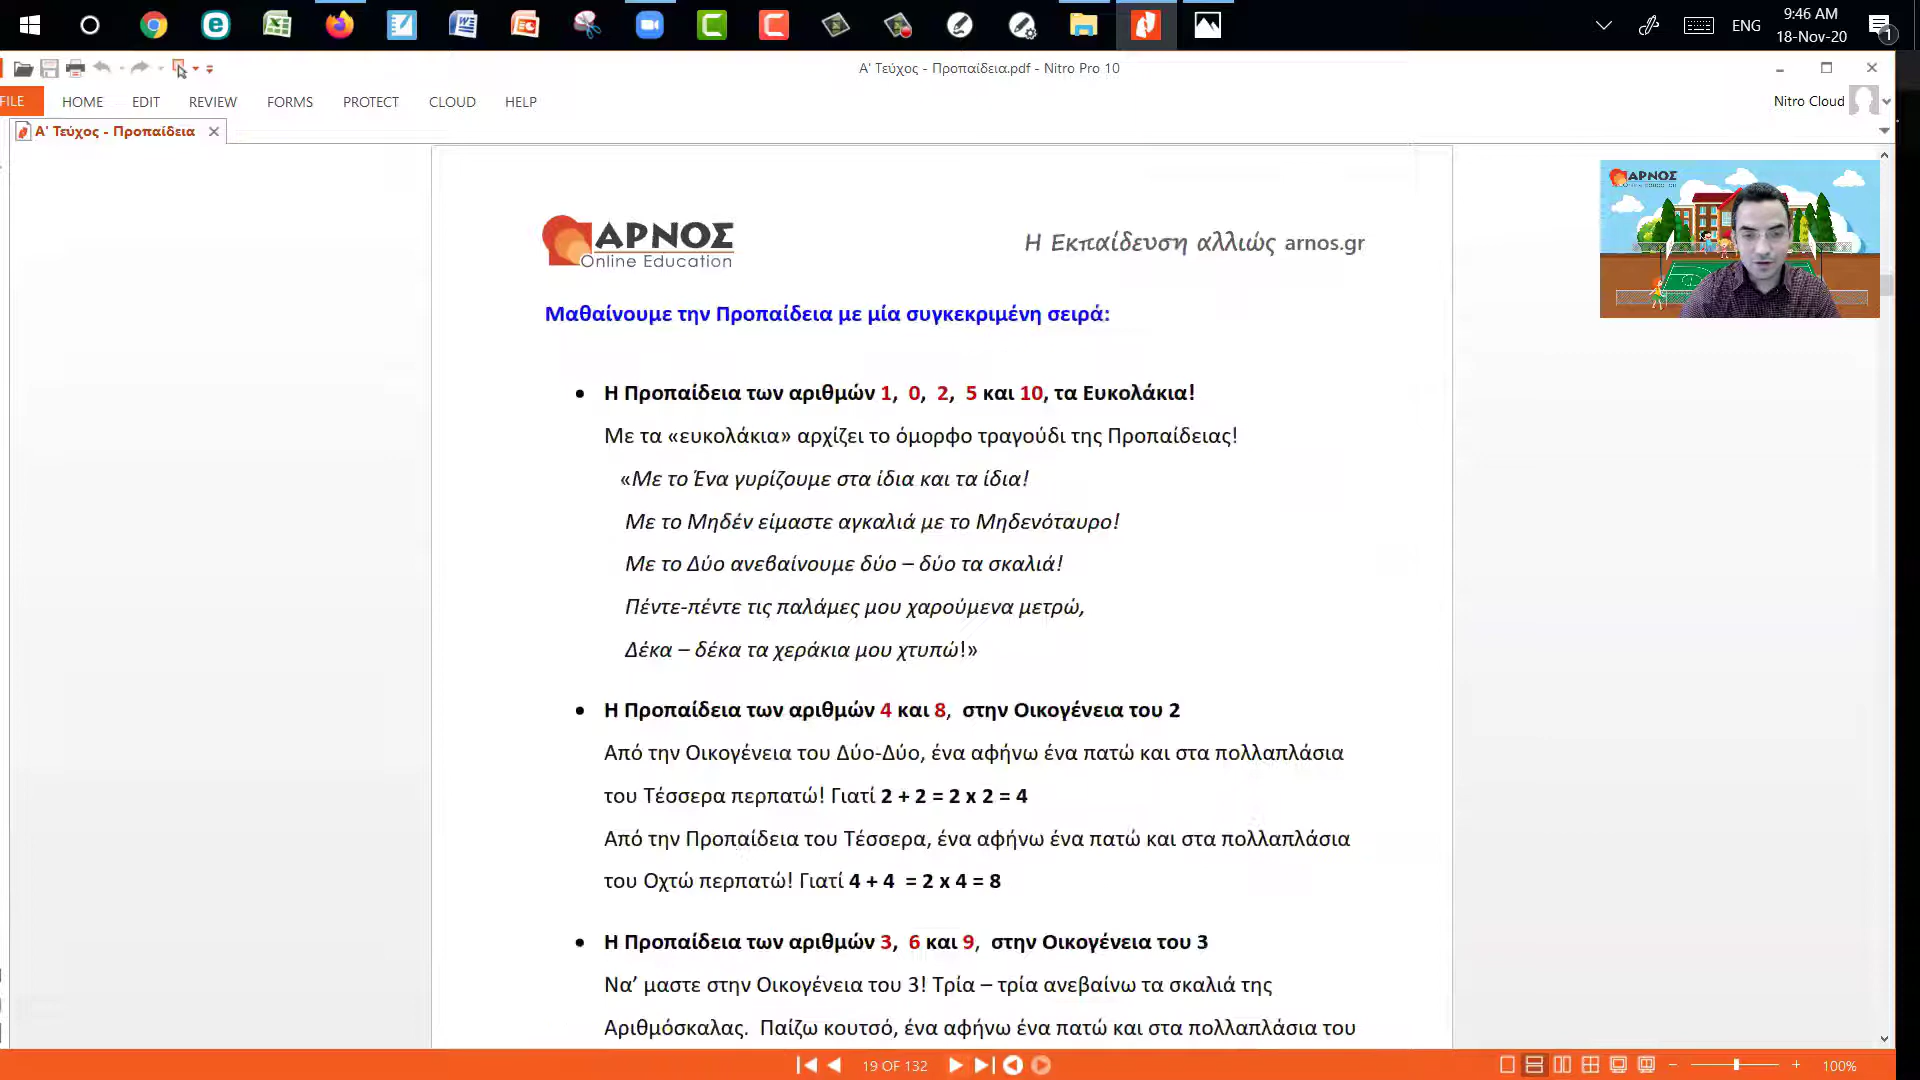 ENG
9:46 AM
18-Nov-20
1
Α' Τεύχος - Προπαίδεια.pdf - Nitro Pro 10
FILE HOME EDIT REVIEW FORMS PROTECT CLOUD HELP
Nitro Cloud
Α' Τεύχος - Προπαίδεια
ΑΡΝΟΣ
Online Education
Η Εκπαίδευση αλλιώς arnos.gr
ΑΡΝΟΣ
Μαθαίνουμε την Προπαίδεια με μία συγκεκριμένη σειρά:
• Η Προπαίδεια των αριθμών 1, 0, 2, 5 και 10, τα Ευκολάκια!
Με τα «ευκολάκια» αρχίζει το όμορφο τραγούδι της Προπαίδειας!
«Με το Ένα γυρίζουμε στα ίδια και τα ίδια!
Με το Μηδέν είμαστε αγκαλιά με το Μηδενόταυρο!
Με το Δύο ανεβαίνουμε δύο – δύο τα σκαλιά!
Πέντε-πέντε τις παλάμες μου χαρούμενα μετρώ,
Δέκα – δέκα τα χεράκια μου χτυπώ!»
• Η Προπαίδεια των αριθμών 4 και 8, στην Οικογένεια του 2
Από την Οικογένεια του Δύο-Δύο, ένα αφήνω ένα πατώ και στα πολλαπλάσια
του Τέσσερα περπατώ! Γιατί 2 + 2 = 2 x 2 = 4
Από την Προπαίδεια του Τέσσερα, ένα αφήνω ένα πατώ και στα πολλαπλάσια
του Οχτώ περπατώ! Γιατί 4 + 4 = 2 x 4 = 8
• Η Προπαίδεια των αριθμών 3, 6 και 9, στην Οικογένεια του 3
Να’ μαστε στην Οικογένεια του 3! Τρία – τρία ανεβαίνω τα σκαλιά της
Αριθμόσκαλας. Παίζω κουτσό, ένα αφήνω ένα πατώ και στα πολλαπλάσια του
19 OF 132
100%